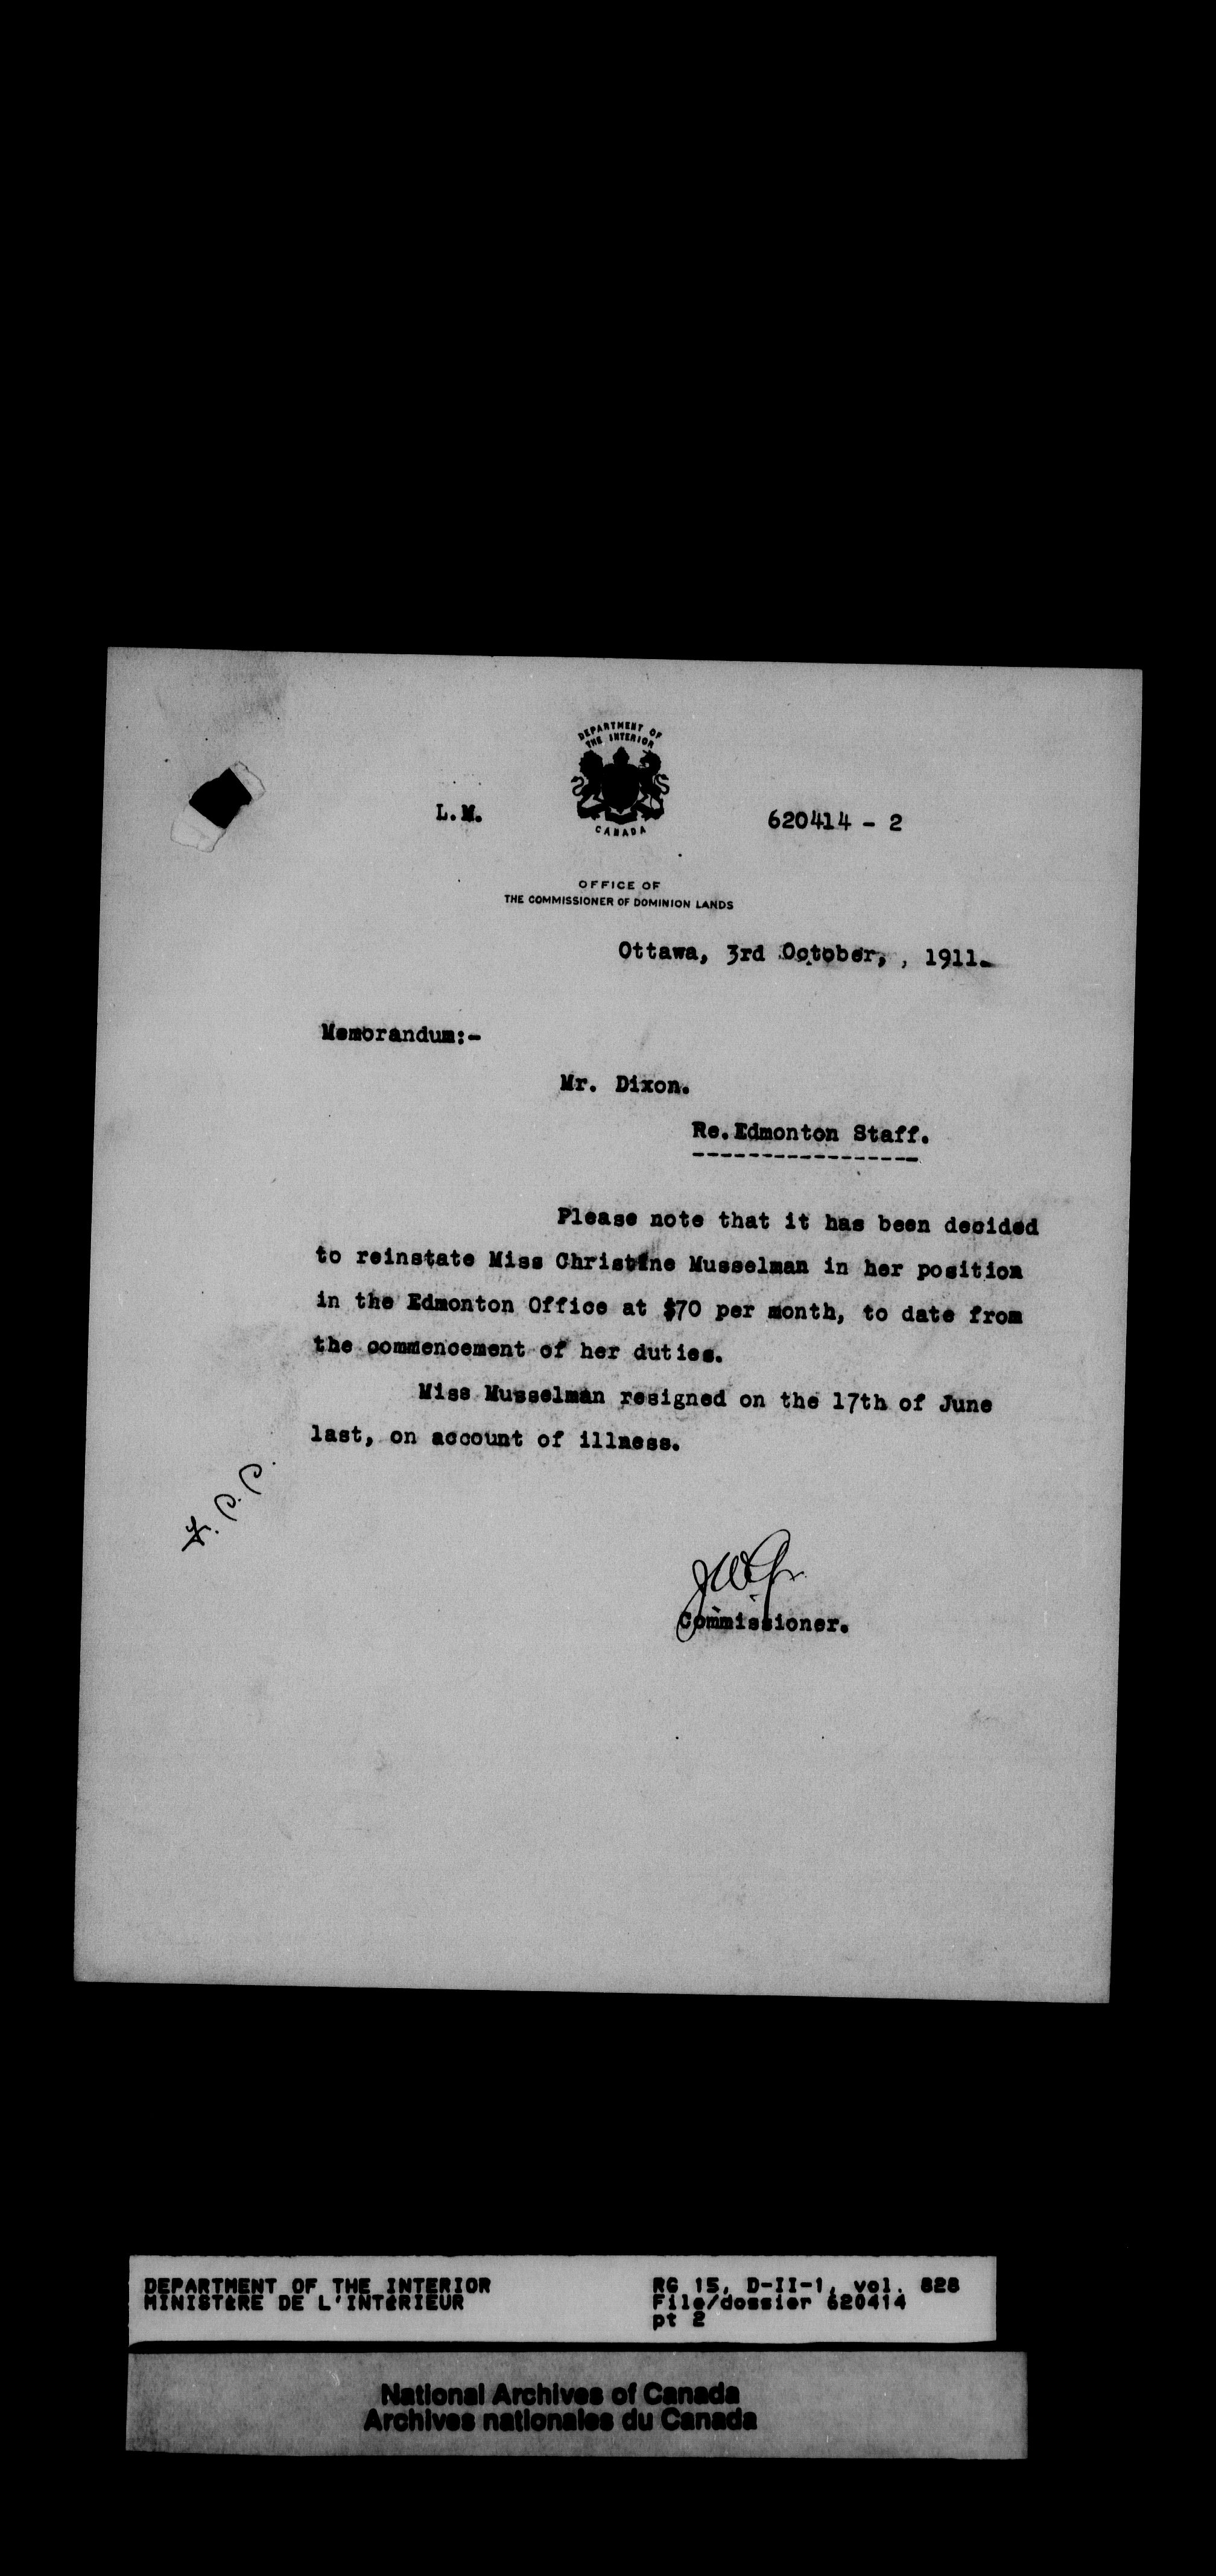 DEPARTMENT OF
THE INTERIOR
CANADA
L.M.
620414 - 2
OFFICE OF
THE COMMISSIONER OF DOMINION LANDS
Ottawa, 3rd October, , 1911.
Memorandum:-
Mr. Dixon.
Re.Edmonton Staff.
-----------------
Please note that it has been decided
to reinstate Miss Christine Musselman in her position
in the Edmonton Office at $70 per month, to date from
the commencement of her duties.
Miss Musselman resigned on the 17th of June
last, on account of illness.
Commissioner.
DEPARTMENT OF THE INTERIOR
MINISTÈRE DE L'INTÉRIEUR
RG 15, D-II-1, vol. 828
File/dossier 620414
pt 2
National Archives of Canada
Archives nationales du Canada